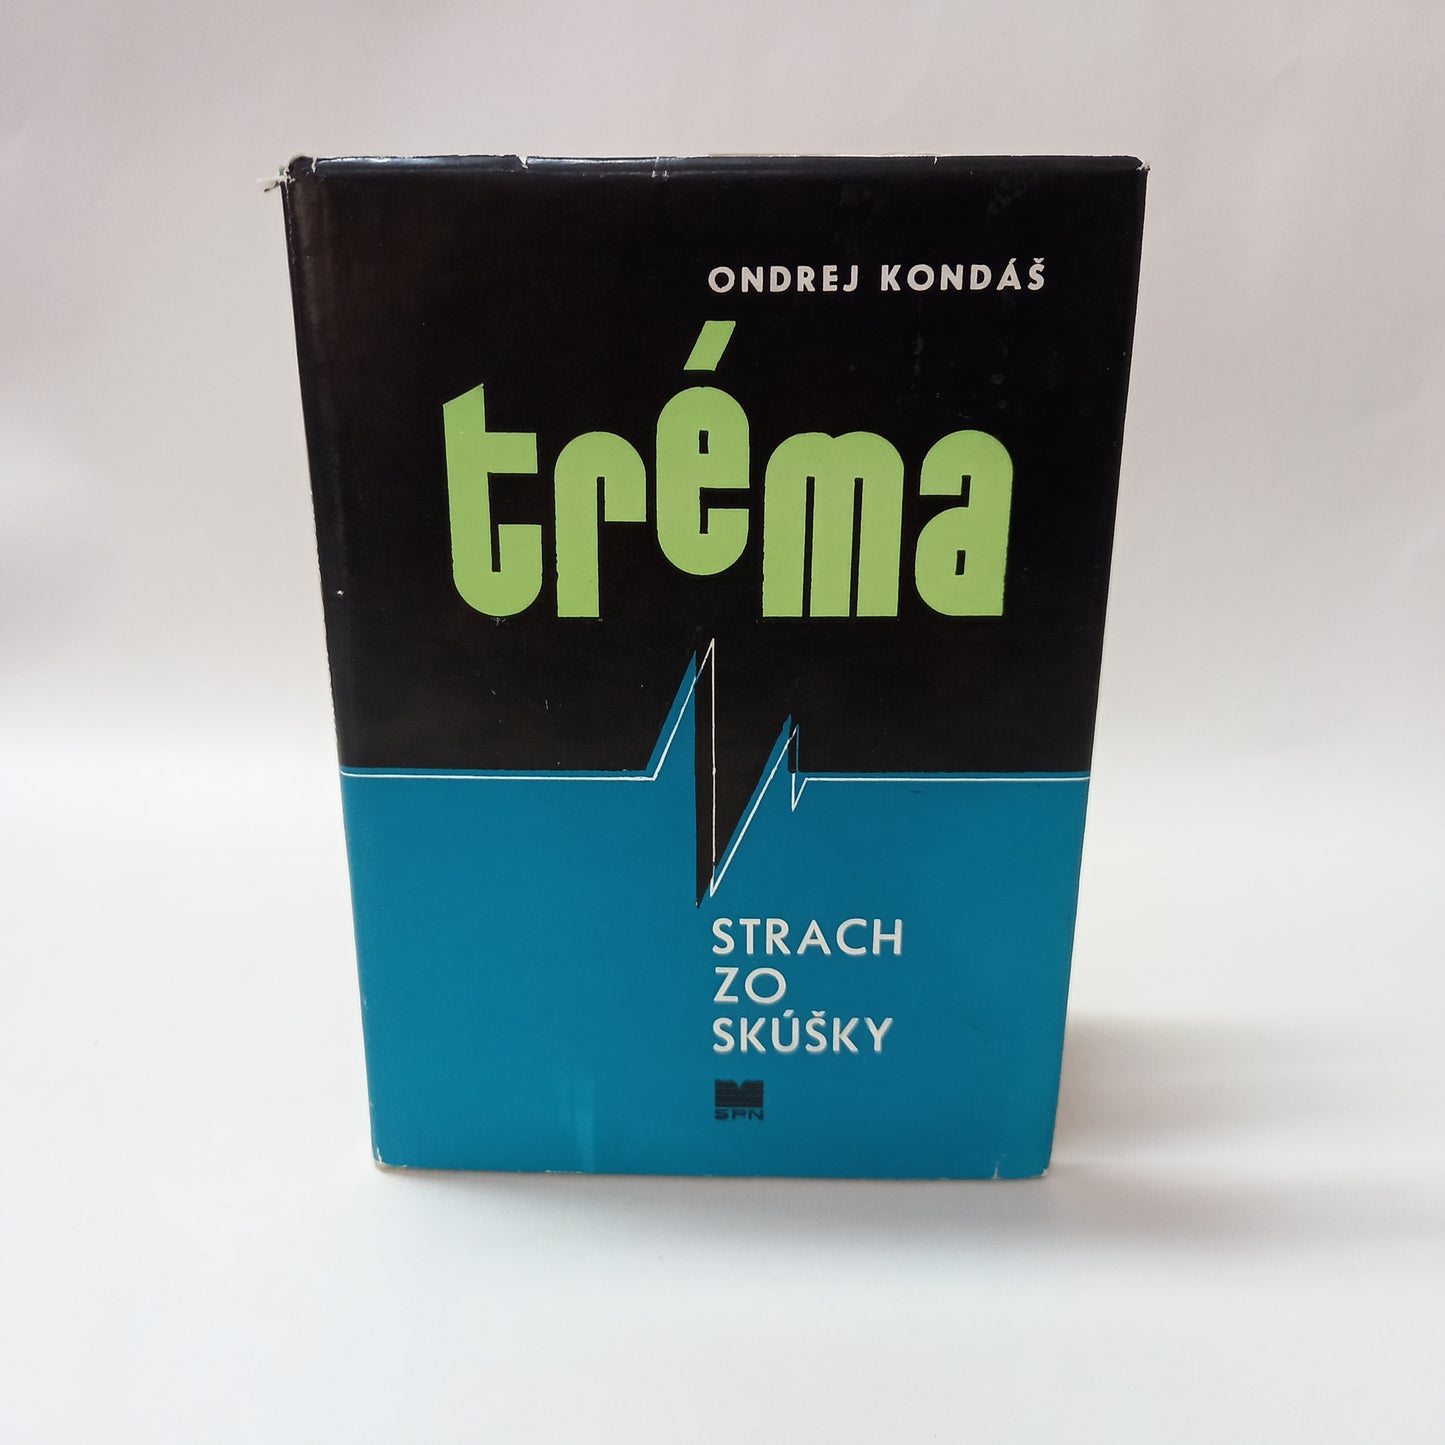 ONDREJ KONDÁŠ
tréma
STRACH
ZO
SKÚŠKY
SPN